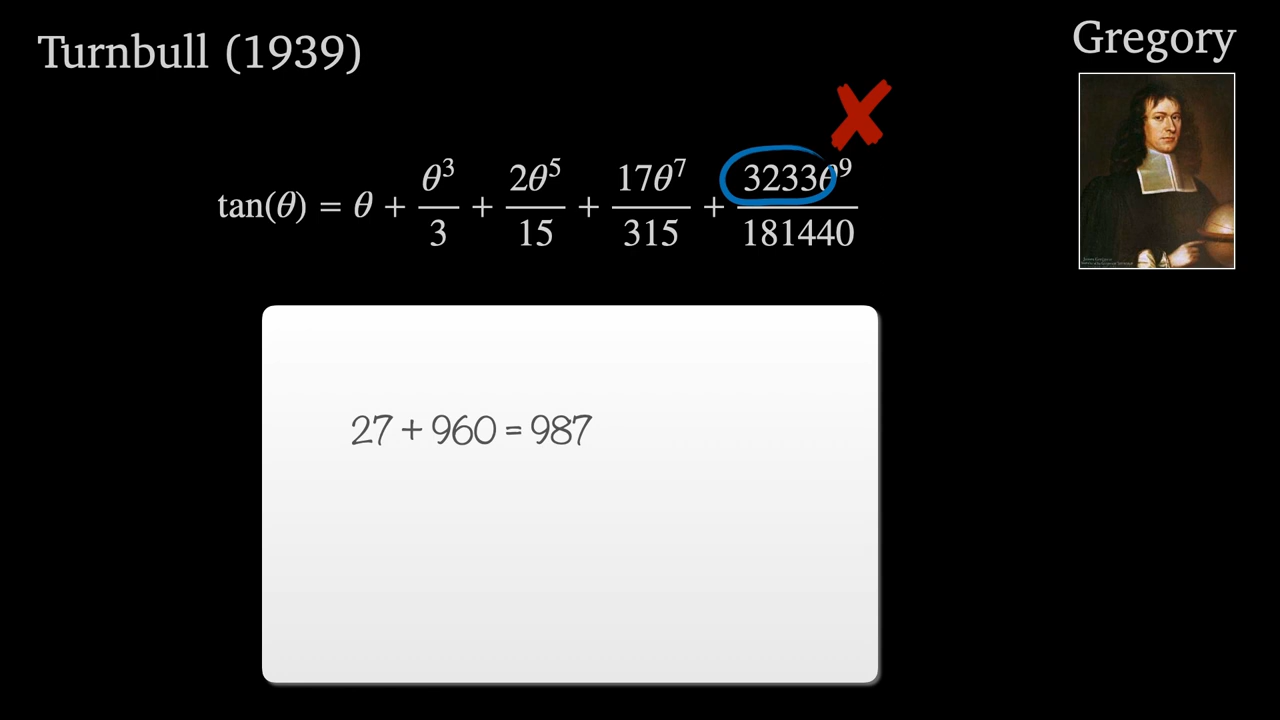 Turnbull (1939)
Gregory
tan(θ) = θ + θ³/3 + 2θ⁵/15 + 17θ⁷/315 + 3233θ⁹/181440
27 + 960 = 987